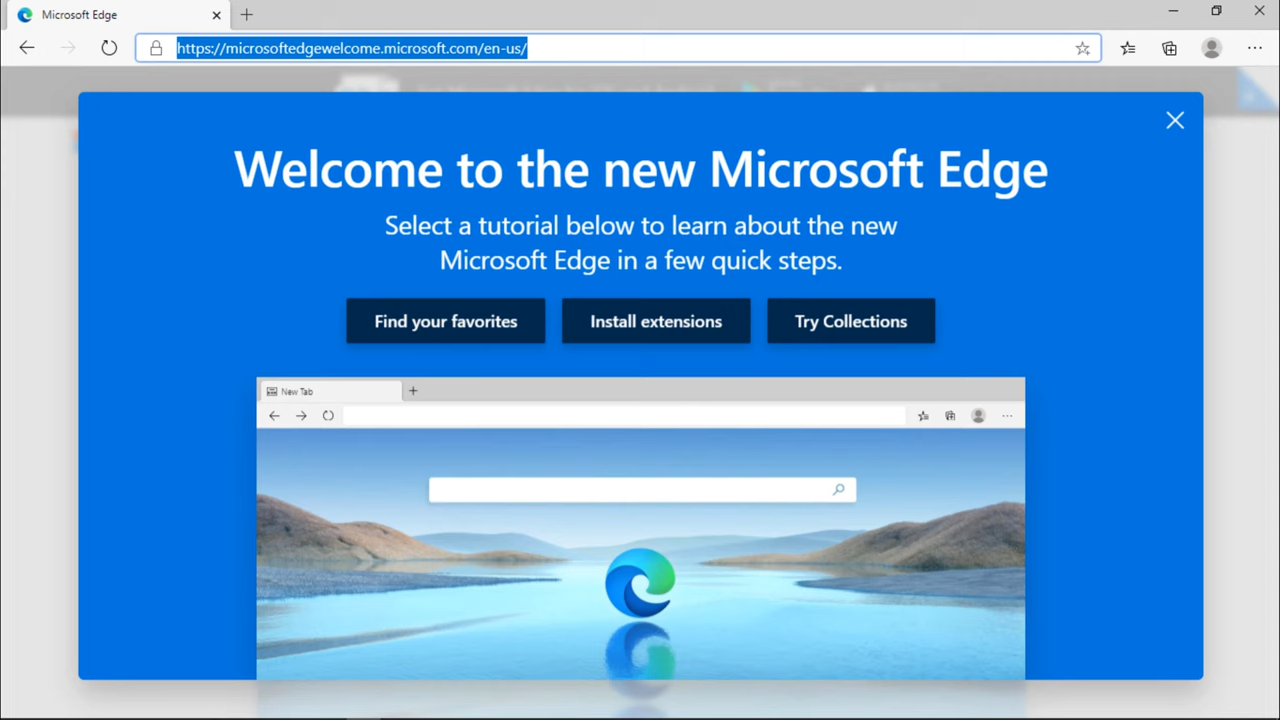 Microsoft Edge
https://microsoftedgewelcome.microsoft.com/en-us/
Welcome to the new Microsoft Edge
Select a tutorial below to learn about the new
Microsoft Edge in a few quick steps.
Find your favorites
Install extensions
Try Collections
New Tab